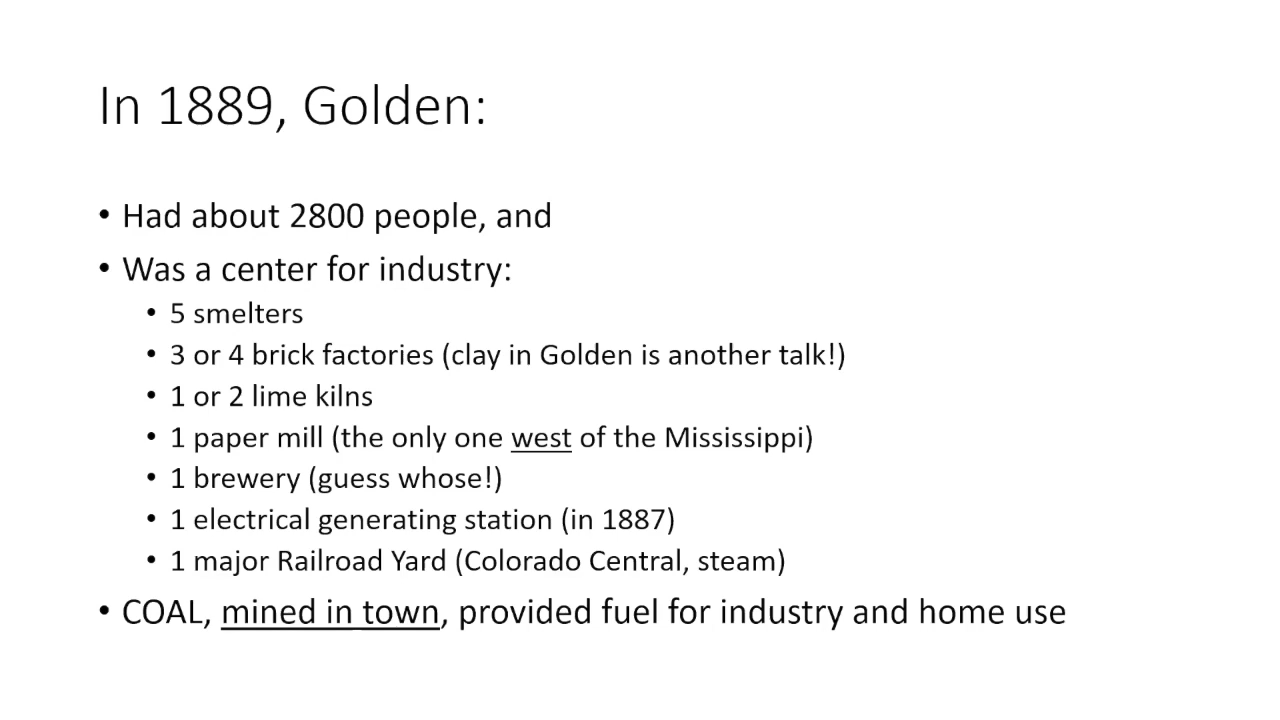 In 1889, Golden:
• Had about 2800 people, and
• Was a center for industry:
• 5 smelters
• 3 or 4 brick factories (clay in Golden is another talk!)
• 1 or 2 lime kilns
• 1 paper mill (the only one west of the Mississippi)
• 1 brewery (guess whose!)
• 1 electrical generating station (in 1887)
• 1 major Railroad Yard (Colorado Central, steam)
• COAL, mined in town, provided fuel for industry and home use